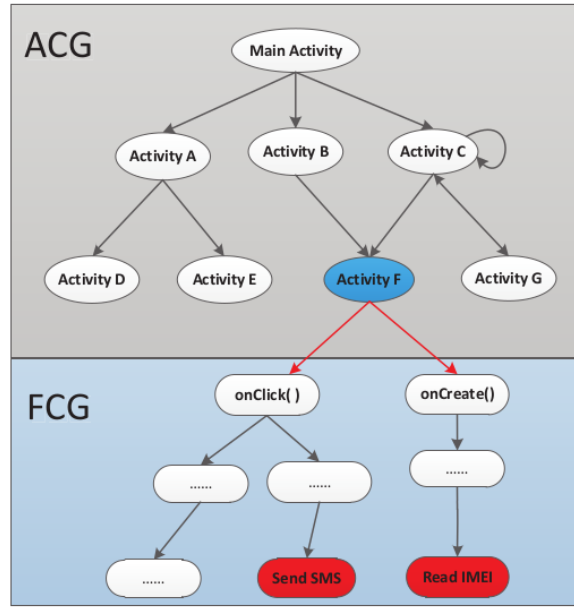 ACG
Main Activity
Activity A
Activity B
Activity C
Activity D
Activity E
Activity F
Activity G
FCG
onClick( )
onCreate()
......
......
......
......
Send SMS
Read IMEI